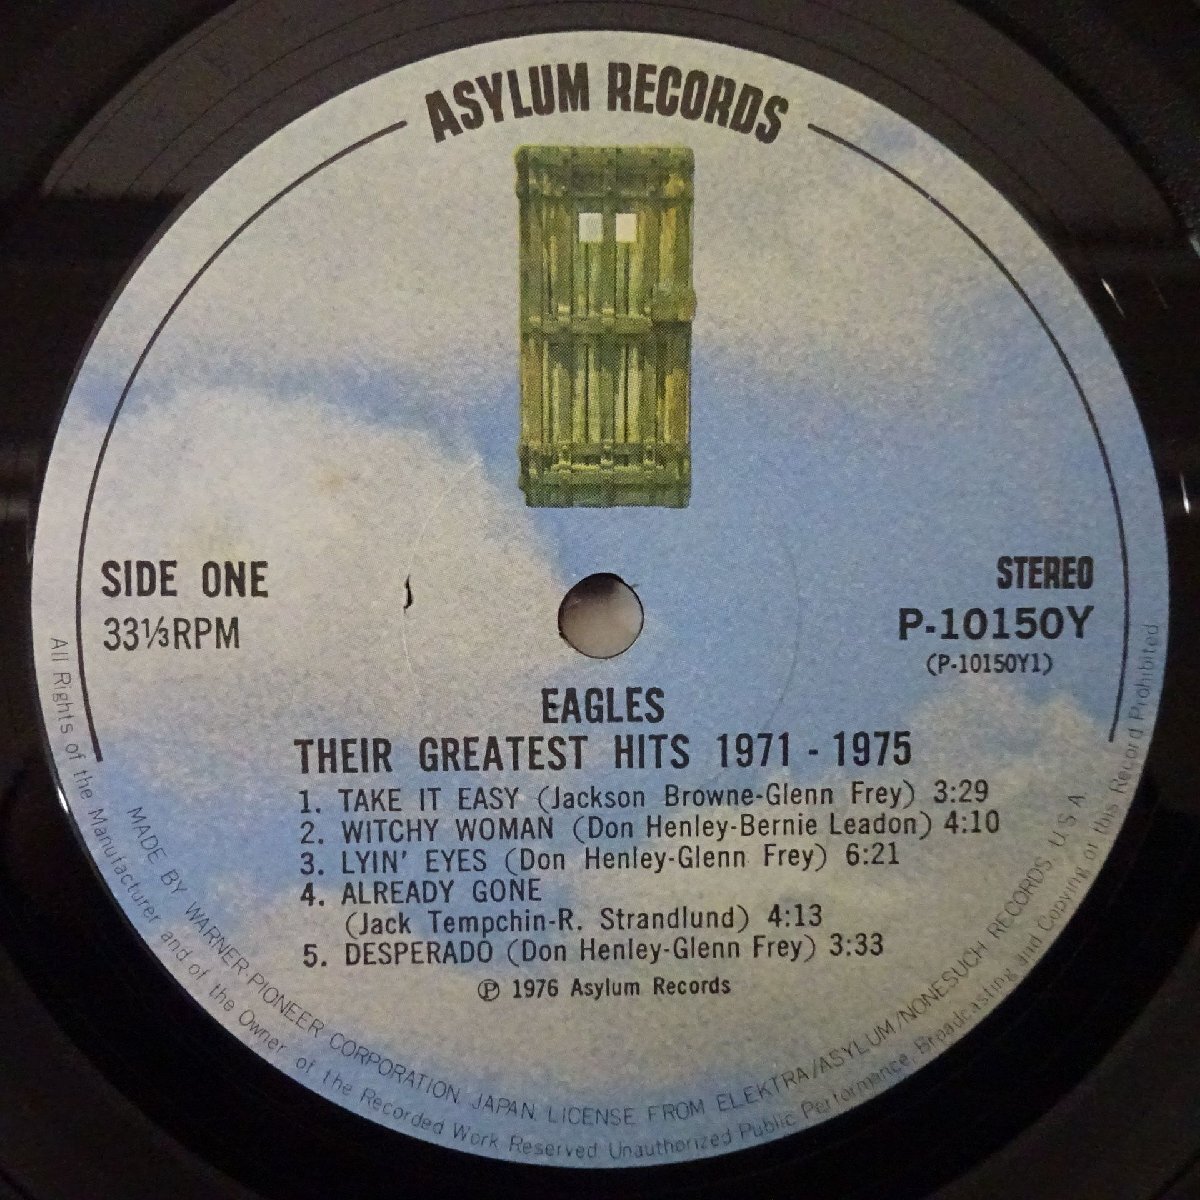 ASYLUM RECORDS
SIDE ONE
33⅓RPM
STEREO
P-10150Y
(P-10150Y1)
EAGLES
THEIR GREATEST HITS 1971 - 1975
1. TAKE IT EASY (Jackson Browne-Glenn Frey) 3:29
2. WITCHY WOMAN (Don Henley-Bernie Leadon) 4:10
3. LYIN' EYES (Don Henley-Glenn Frey) 6:21
4. ALREADY GONE
(Jack Tempchin-R. Strandlund) 4:13
5. DESPERADO (Don Henley-Glenn Frey) 3:33
Ⓟ 1976 Asylum Records
MADE BY WARNER-PIONEER CORPORATION, JAPAN. LICENSE FROM ELEKTRA/ASYLUM/NONESUCH RECORDS, U.S.A.
All Rights of the Manufacturer and of the Owner of the Recorded Work Reserved Unauthorized Public Performance, Broadcasting and Copying of this Record Prohibited